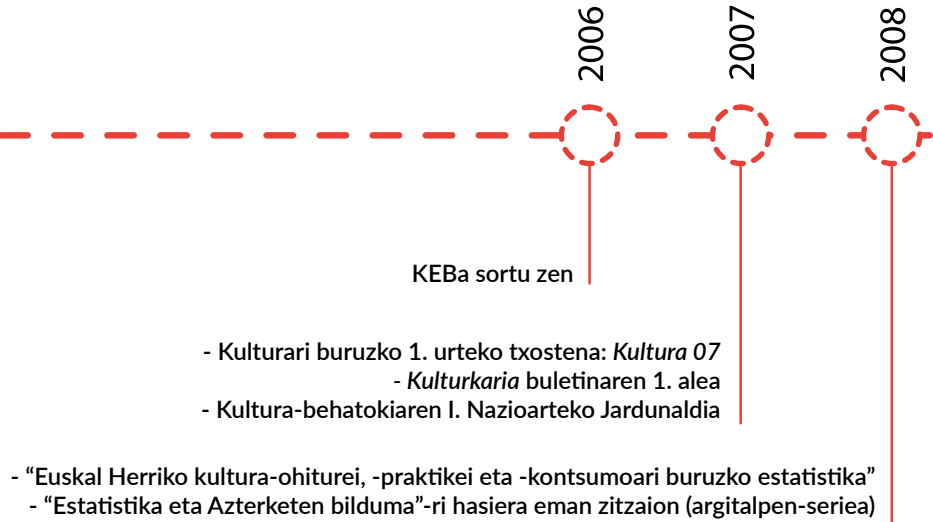 2006
2007
2008
KEBa sortu zen
- Kulturari buruzko 1. urteko txostena: Kultura 07
- Kulturkaria buletinaren 1. alea
- Kultura-behatokiaren I. Nazioarteko Jardunaldia
- “Euskal Herriko kultura-ohiturei, -praktikei eta -kontsumoari buruzko estatistika”
- “Estatistika eta Azterketen bilduma”-ri hasiera eman zitzaion (argitalpen-seriea)